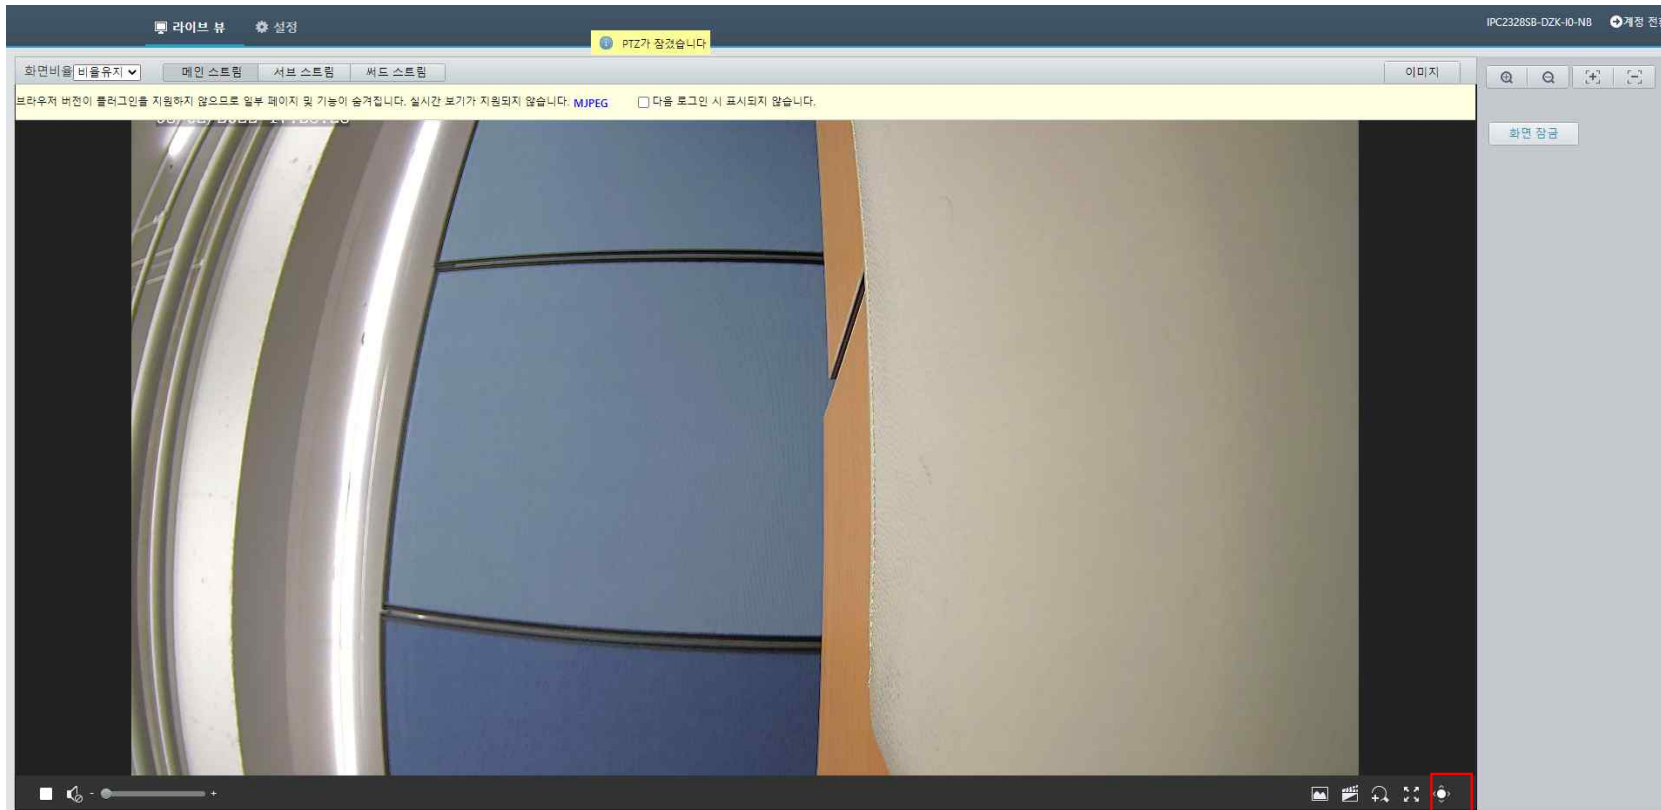 라이브 뷰 설정 IPC2328SB-DZK-I0-NB 계정
PTZ가 잠겼습니다
화면비율 비율유지 메인 스트림 서브 스트림 써드 스트림 이미지
브라우저 버전이 플러그인을 지원하지 않으므로 일부 페이지 및 기능이 숨겨집니다. 실시간 보기가 지원되지 않습니다. MJPEG 다음 로그인 시 표시되지 않습니다.
화면 잠금
- +